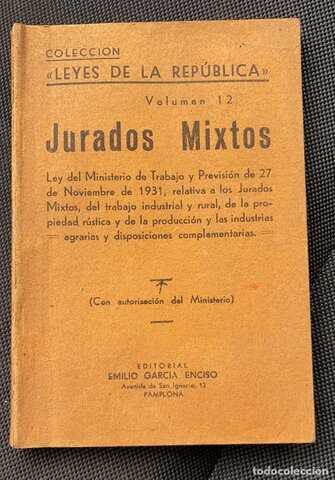 COLECCION
«LEYES DE LA REPÚBLICA»
Volumen 12
Jurados Mixtos
Ley del Ministerio de Trabajo y Previsión de 27
de Noviembre de 1931, relativa a los Jurados
Mixtos, del trabajo industrial y rural, de la pro-
piedad rústica y de la producción y las industrias
agrarias y disposiciones complementarias.
(Con autorización del Ministerio)
EDITORIAL
EMILIO GARCIA ENCISO
Avenida de San Ignacio, 12
PAMPLONA
todocoleccion